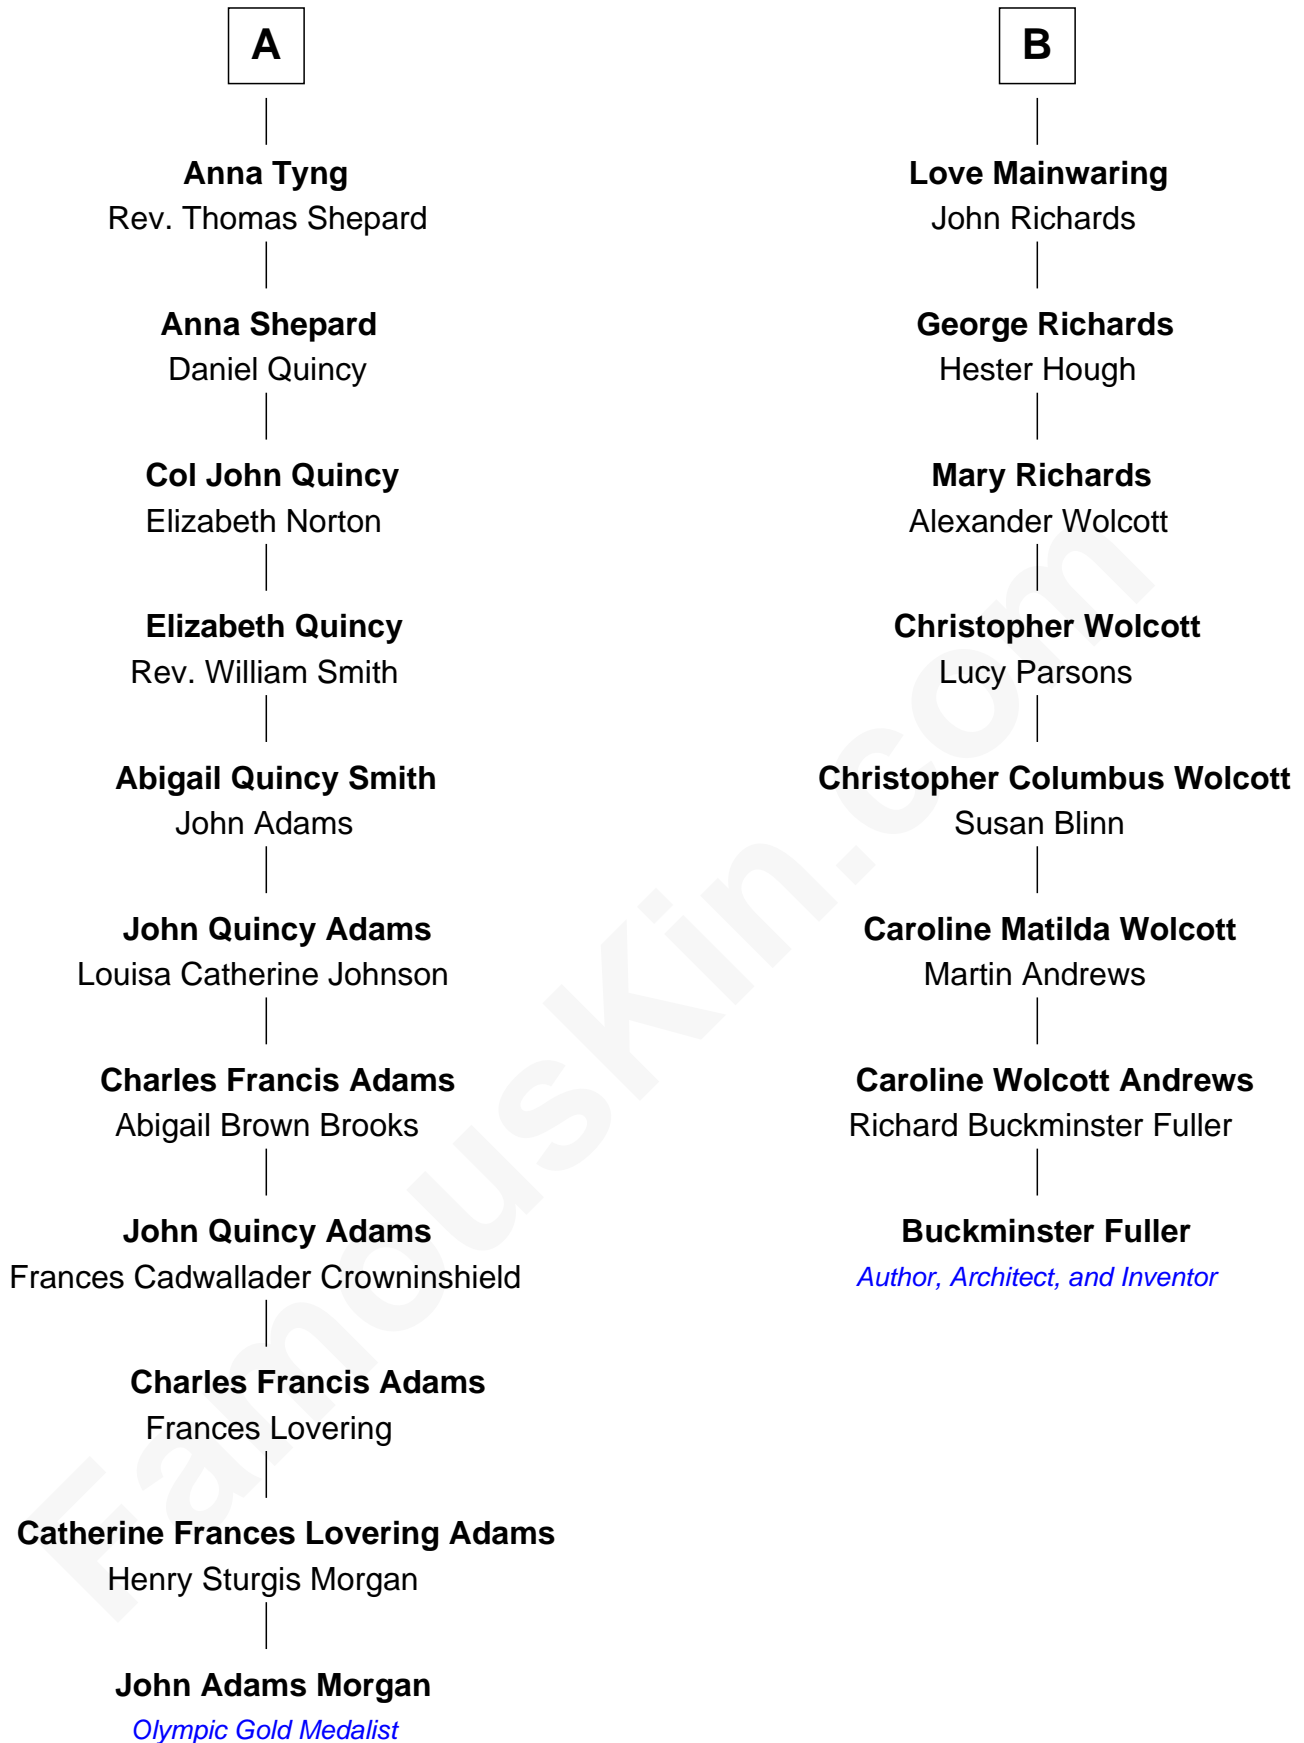 A
Anna Tyng
Rev. Thomas Shepard
Anna Shepard
Daniel Quincy
Col John Quincy
Elizabeth Norton
Elizabeth Quincy
Rev. William Smith
Abigail Quincy Smith
John Adams
John Quincy Adams
Louisa Catherine Johnson
Charles Francis Adams
Abigail Brown Brooks
John Quincy Adams
Frances Cadwallader Crowninshield
Charles Francis Adams
Frances Lovering
Catherine Frances Lovering Adams
Henry Sturgis Morgan
John Adams Morgan
Olympic Gold Medalist
B
Love Mainwaring
John Richards
George Richards
Hester Hough
Mary Richards
Alexander Wolcott
Christopher Wolcott
Lucy Parsons
Christopher Columbus Wolcott
Susan Blinn
Caroline Matilda Wolcott
Martin Andrews
Caroline Wolcott Andrews
Richard Buckminster Fuller
Buckminster Fuller
Author, Architect, and Inventor
FamousKin.com